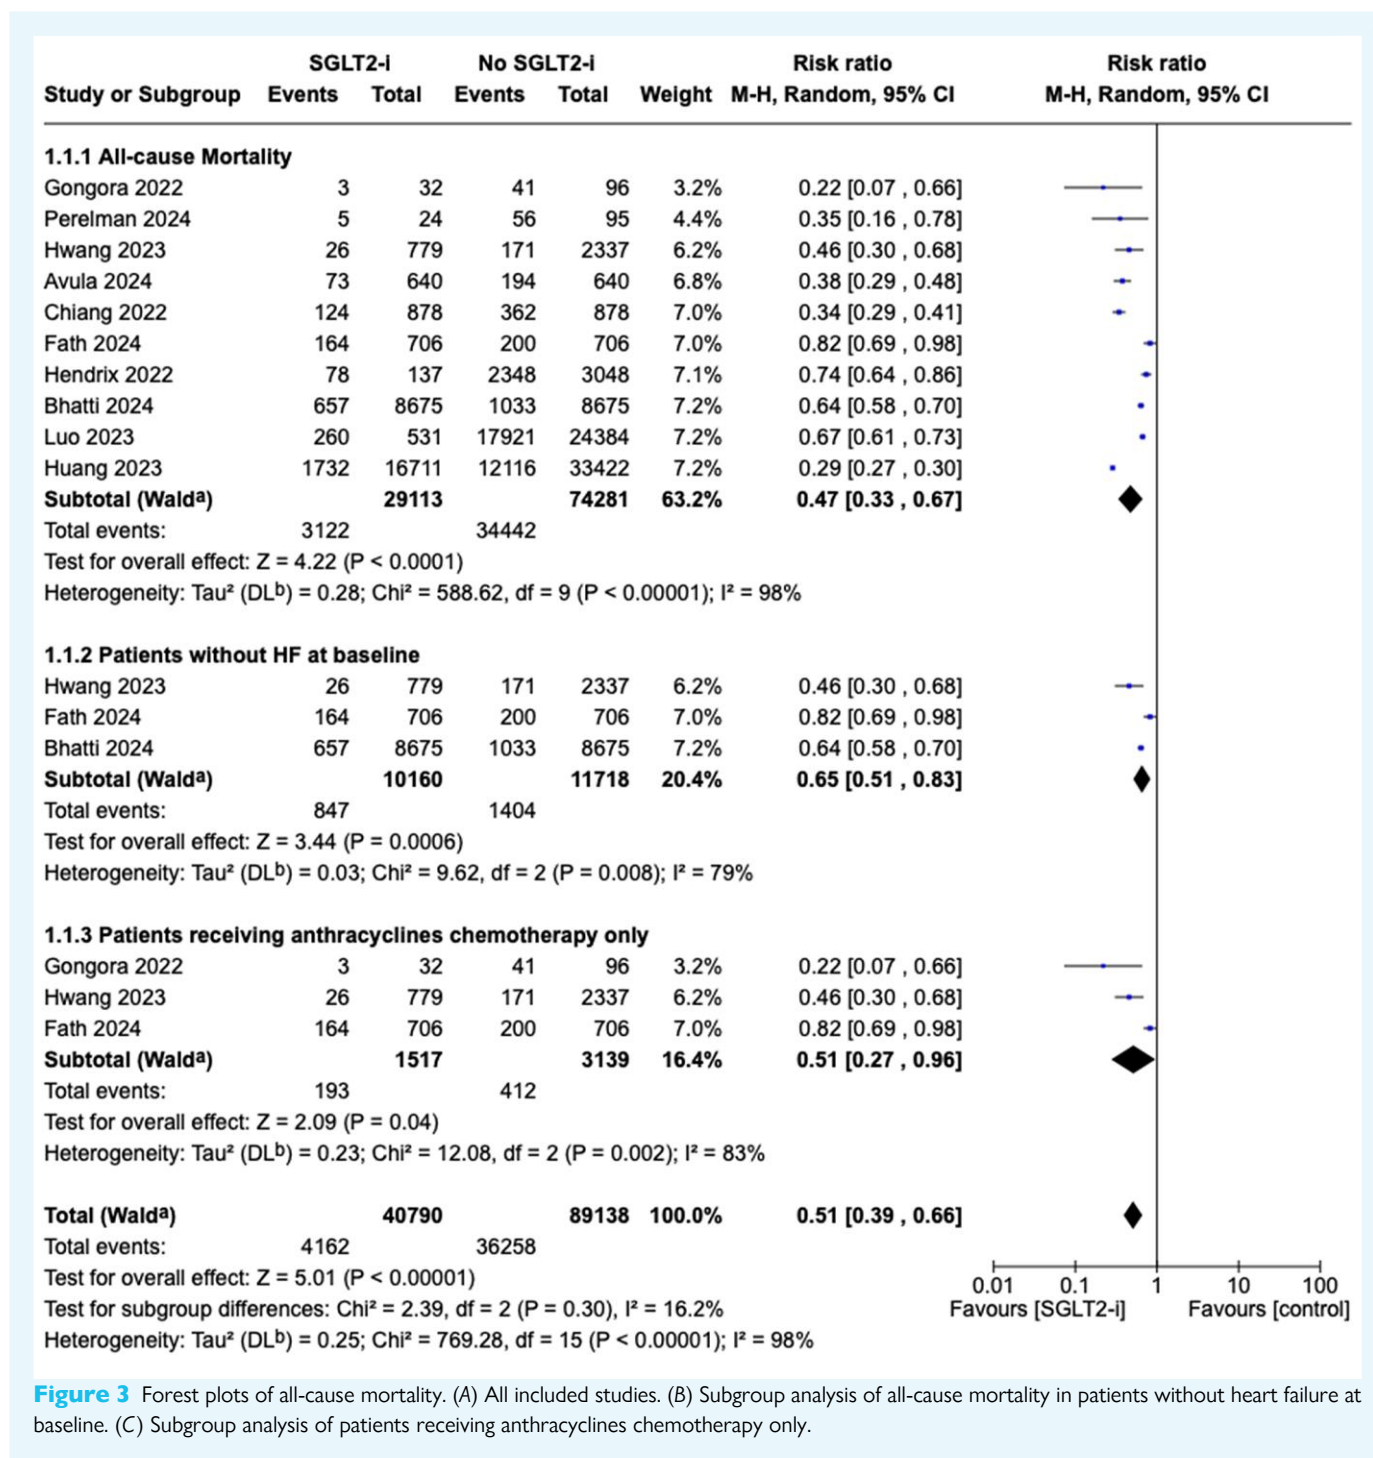 SGLT2-i No SGLT2-i Risk ratio Risk ratio
Study or Subgroup Events Total Events Total Weight M-H, Random, 95% CI M-H, Random, 95% CI
1.1.1 All-cause Mortality
Gongora 2022 3 32 41 96 3.2% 0.22 [0.07 , 0.66]
Perelman 2024 5 24 56 95 4.4% 0.35 [0.16 , 0.78]
Hwang 2023 26 779 171 2337 6.2% 0.46 [0.30 , 0.68]
Avula 2024 73 640 194 640 6.8% 0.38 [0.29 , 0.48]
Chiang 2022 124 878 362 878 7.0% 0.34 [0.29 , 0.41]
Fath 2024 164 706 200 706 7.0% 0.82 [0.69 , 0.98]
Hendrix 2022 78 137 2348 3048 7.1% 0.74 [0.64 , 0.86]
Bhatti 2024 657 8675 1033 8675 7.2% 0.64 [0.58 , 0.70]
Luo 2023 260 531 17921 24384 7.2% 0.67 [0.61 , 0.73]
Huang 2023 1732 16711 12116 33422 7.2% 0.29 [0.27 , 0.30]
Subtotal (Waldᵃ) 29113 74281 63.2% 0.47 [0.33 , 0.67]
Total events: 3122 34442
Test for overall effect: Z = 4.22 (P < 0.0001)
Heterogeneity: Tau² (DLᵇ) = 0.28; Chi² = 588.62, df = 9 (P < 0.00001); I² = 98%
1.1.2 Patients without HF at baseline
Hwang 2023 26 779 171 2337 6.2% 0.46 [0.30 , 0.68]
Fath 2024 164 706 200 706 7.0% 0.82 [0.69 , 0.98]
Bhatti 2024 657 8675 1033 8675 7.2% 0.64 [0.58 , 0.70]
Subtotal (Waldᵃ) 10160 11718 20.4% 0.65 [0.51 , 0.83]
Total events: 847 1404
Test for overall effect: Z = 3.44 (P = 0.0006)
Heterogeneity: Tau² (DLᵇ) = 0.03; Chi² = 9.62, df = 2 (P = 0.008); I² = 79%
1.1.3 Patients receiving anthracyclines chemotherapy only
Gongora 2022 3 32 41 96 3.2% 0.22 [0.07 , 0.66]
Hwang 2023 26 779 171 2337 6.2% 0.46 [0.30 , 0.68]
Fath 2024 164 706 200 706 7.0% 0.82 [0.69 , 0.98]
Subtotal (Waldᵃ) 1517 3139 16.4% 0.51 [0.27 , 0.96]
Total events: 193 412
Test for overall effect: Z = 2.09 (P = 0.04)
Heterogeneity: Tau² (DLᵇ) = 0.23; Chi² = 12.08, df = 2 (P = 0.002); I² = 83%
Total (Waldᵃ) 40790 89138 100.0% 0.51 [0.39 , 0.66]
Total events: 4162 36258
Test for overall effect: Z = 5.01 (P < 0.00001) 0.01 0.1 1 10 100
Test for subgroup differences: Chi² = 2.39, df = 2 (P = 0.30), I² = 16.2% Favours [SGLT2-i] Favours [control]
Heterogeneity: Tau² (DLᵇ) = 0.25; Chi² = 769.28, df = 15 (P < 0.00001); I² = 98%
Figure 3 Forest plots of all-cause mortality. (A) All included studies. (B) Subgroup analysis of all-cause mortality in patients without heart failure at
baseline. (C) Subgroup analysis of patients receiving anthracyclines chemotherapy only.